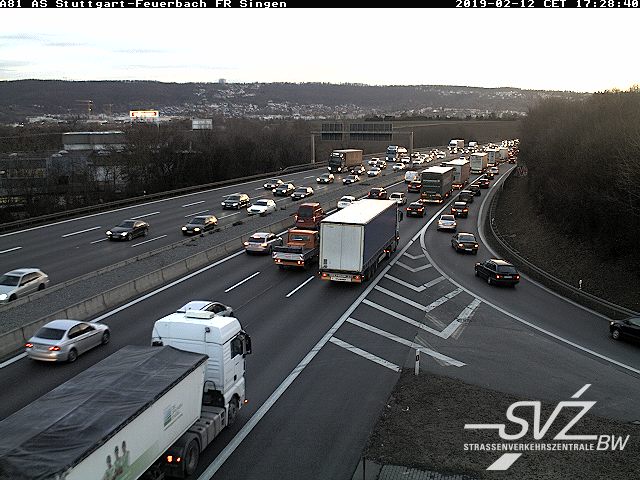 A81 AS Stuttgart-Feuerbach FR Singen 2019-02-12 CET 17:28:40
SVZ
STRASSENVERKEHRSZENTRALE BW